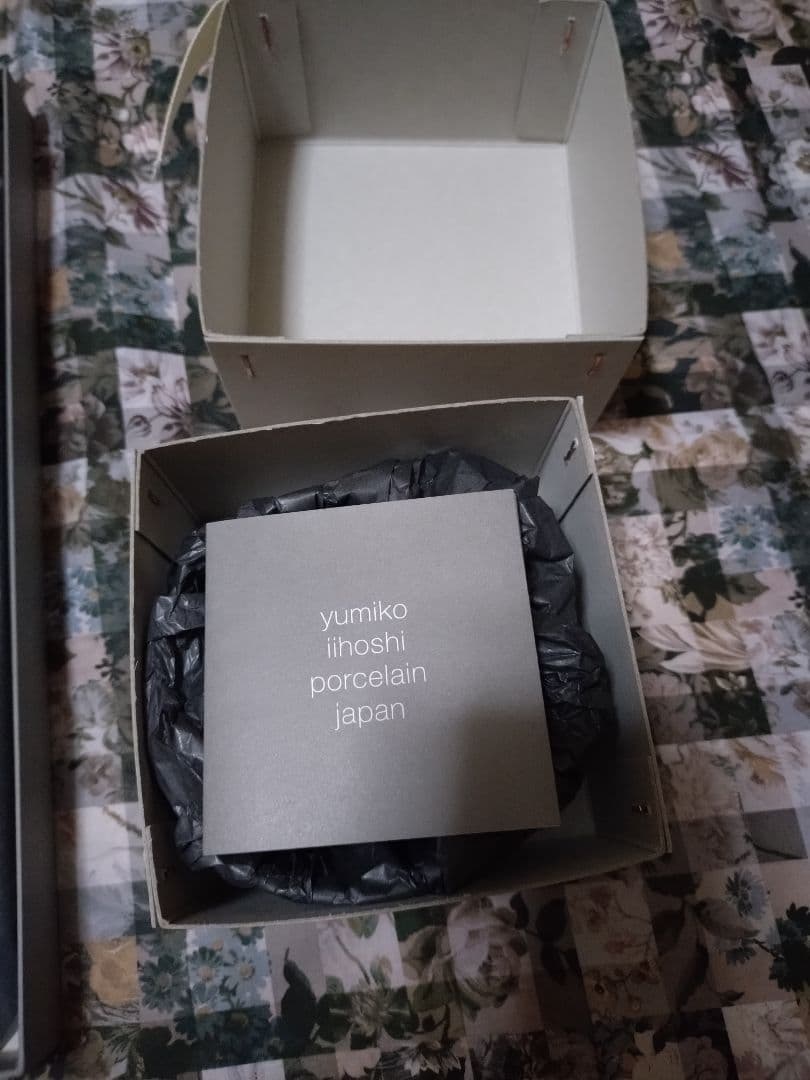 yumiko
iihoshi
porcelain
japan